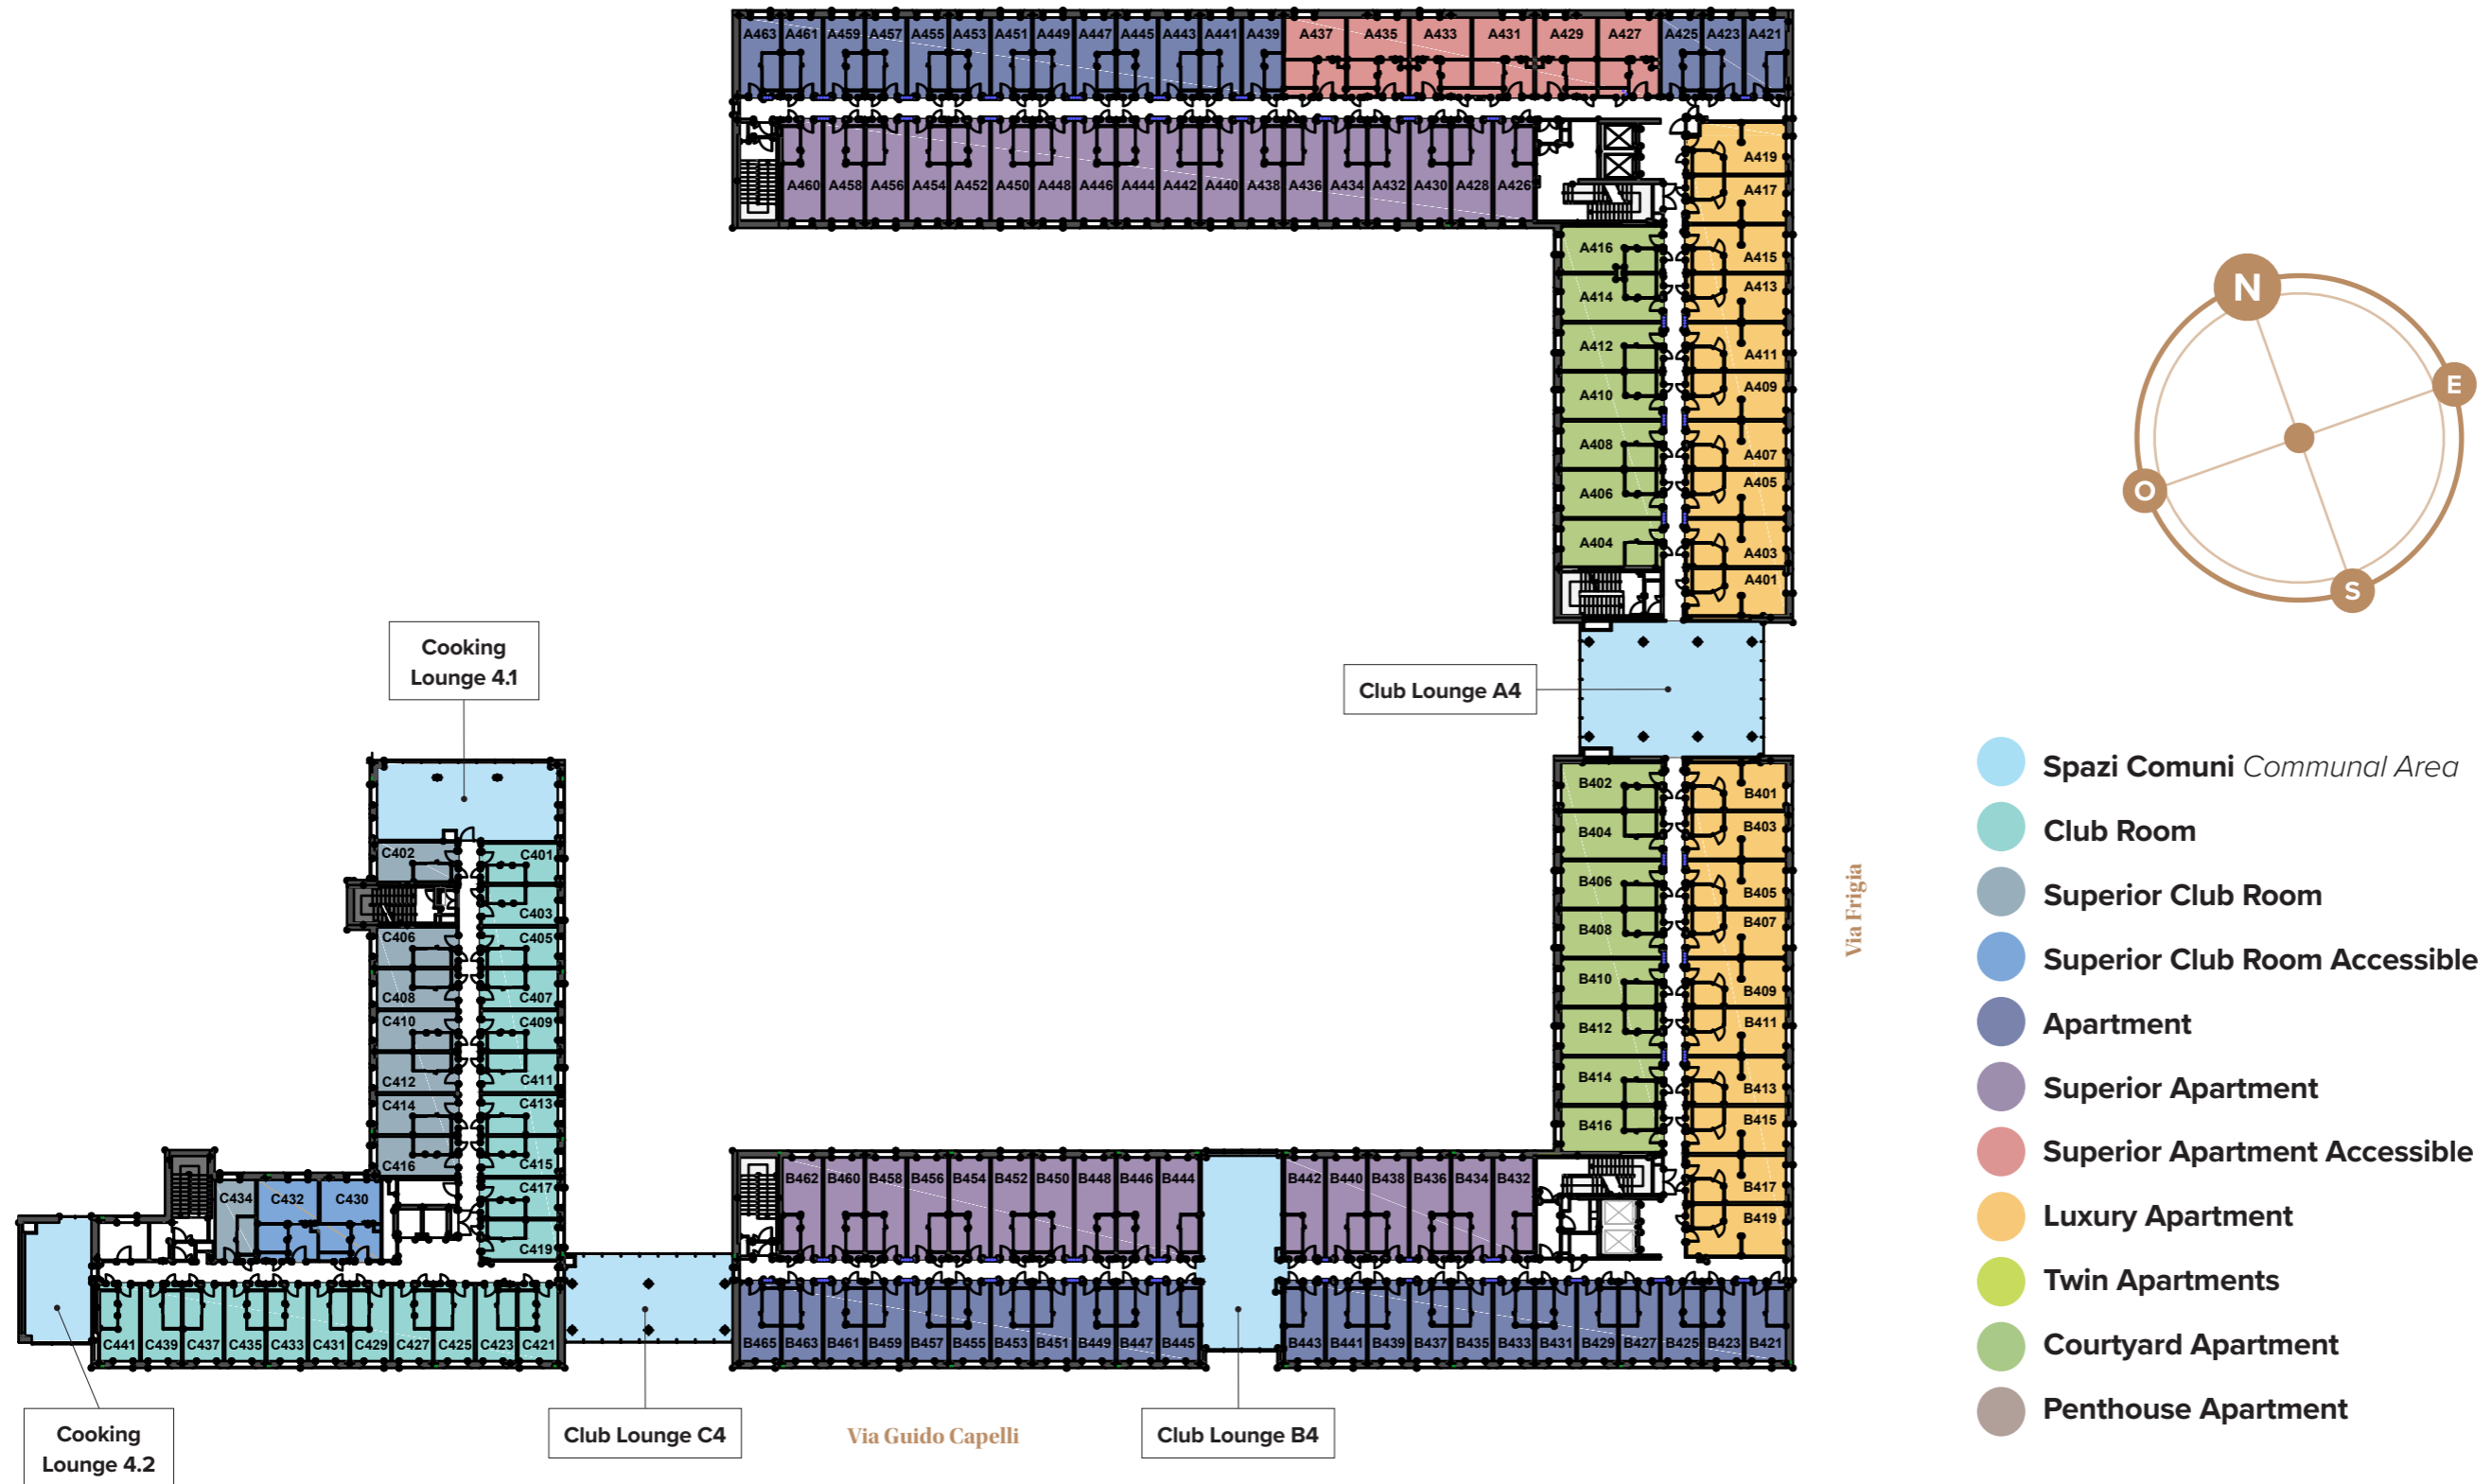 A463 A461 A459 A457 A455 A453 A451 A449 A447 A445 A443 A441 A439 A437 A435 A433 A431 A429 A427 A425 A423 A421
A460 A458 A456 A454 A452 A450 A448 A446 A444 A442 A440 A438 A436 A434 A432 A430 A428 A426
A419
A417
A416
A415
A413
A414
A412
A411
A409
A410
A408
A407
A405
A406
A404
A403
A401
N
E
O
S
Cooking
Lounge 4.1
Club Lounge A4
B402
B401
B404
B403
B406
B405
B408
B407
B410
B409
B412
B411
B414
B413
B416
B415
B417
B419
Via Frigia
C402
C401
C403
C406
C405
C408
C407
C410
C409
C412
C411
C414
C413
C416
C415
C417
C419
C434 C432 C430
C441 C439 C437 C435 C433 C431 C429 C427 C425 C423 C421
B462 B460 B458 B456 B454 B452 B450 B448 B446 B444 B442 B440 B438 B436 B434 B432
B465 B463 B461 B459 B457 B455 B453 B451 B449 B447 B445 B443 B441 B439 B437 B435 B433 B431 B429 B427 B425 B423 B421
Cooking
Lounge 4.2
Club Lounge C4
Via Guido Capelli
Club Lounge B4
Spazi Comuni Communal Area
Club Room
Superior Club Room
Superior Club Room Accessible
Apartment
Superior Apartment
Superior Apartment Accessible
Luxury Apartment
Twin Apartments
Courtyard Apartment
Penthouse Apartment